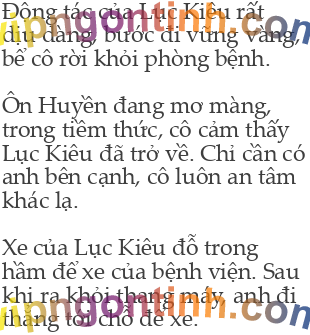 Động tác của Lục Kiêu rất
dịu dàng, bước đi vững vàng,
bế cô rời khỏi phòng bệnh.
Ôn Huyền đang mơ màng,
trong tiềm thức, cô cảm thấy
Lục Kiêu đã trở về. Chỉ cần có
anh bên cạnh, cô luôn an tâm
khác lạ.
Xe của Lục Kiêu đỗ trong
hầm để xe của bệnh viện. Sau
khi ra khỏi thang máy, anh đi
thẳng tới chỗ để xe.